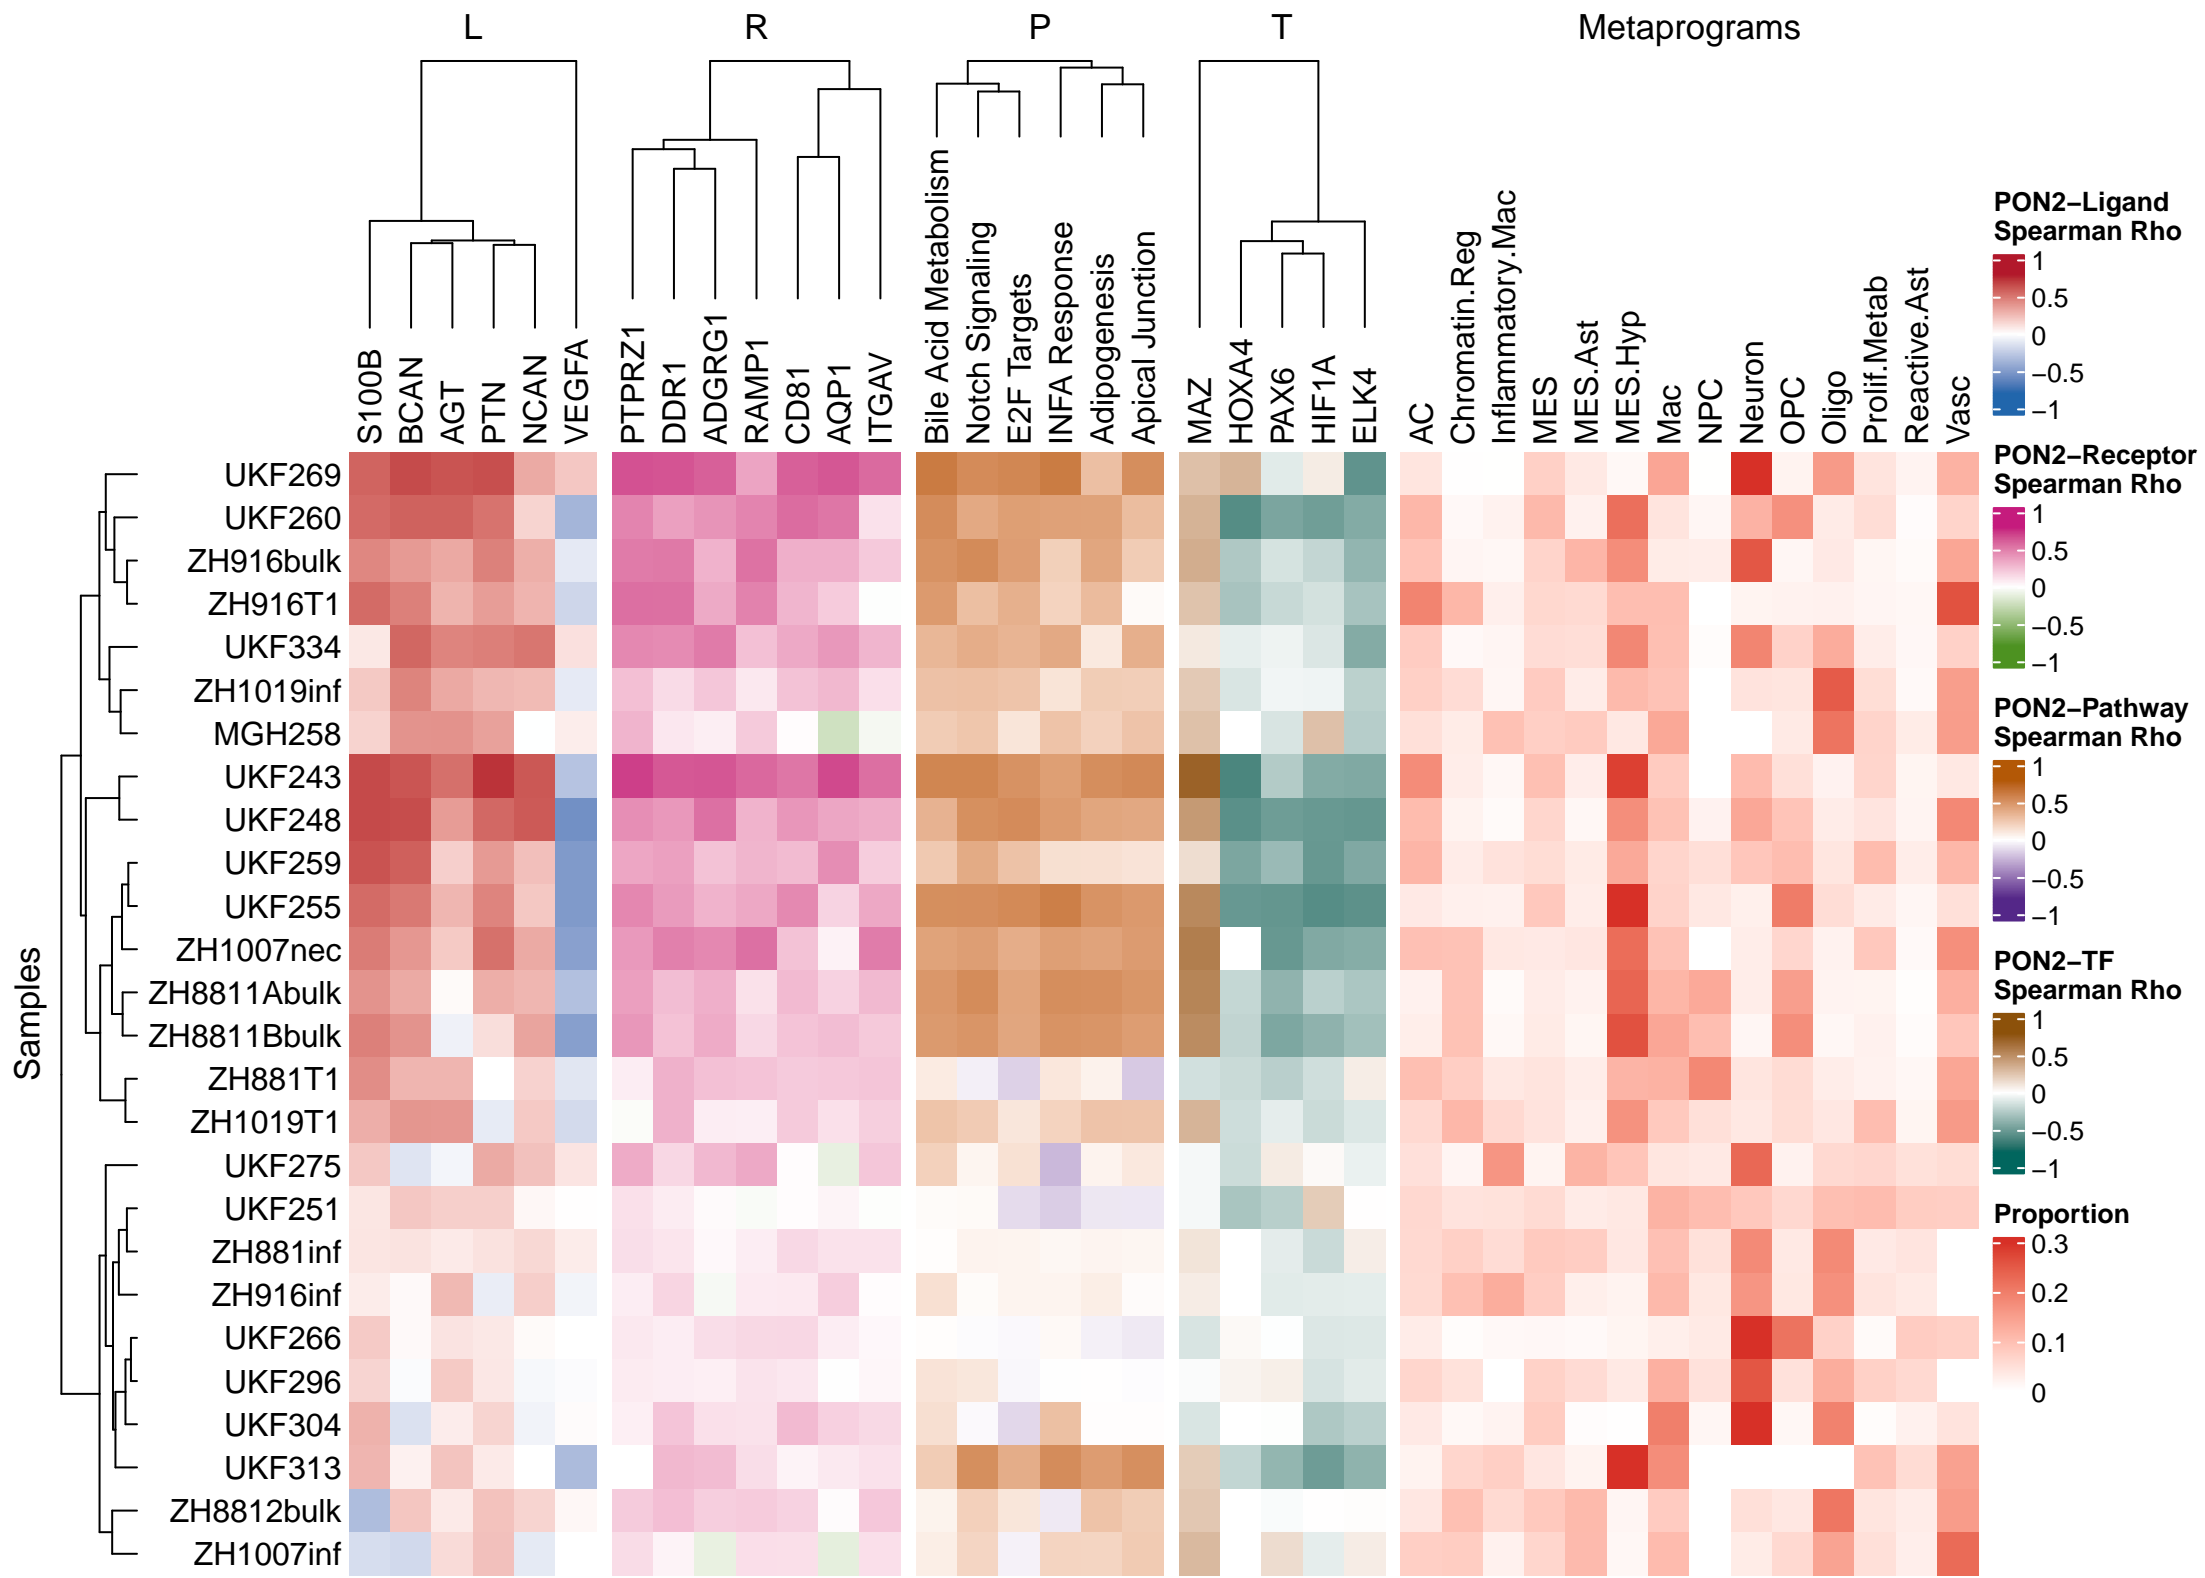 L R P T Metaprograms
S100B
BCAN
AGT
PTN
NCAN
VEGFA
PTPRZ1
DDR1
ADGRG1
RAMP1
CD81
AQP1
ITGAV
Bile Acid Metabolism
Notch Signaling
E2F Targets
INFA Response
Adipogenesis
Apical Junction
MAZ
HOXA4
PAX6
HIF1A
ELK4
AC
Chromatin.Reg
Inflammatory.Mac
MES
MES.Ast
MES.Hyp
Mac
NPC
Neuron
OPC
Oligo
Prolif.Metab
Reactive.Ast
Vasc
Samples
UKF269
UKF260
ZH916bulk
ZH916T1
UKF334
ZH1019inf
MGH258
UKF243
UKF248
UKF259
UKF255
ZH1007nec
ZH8811Abulk
ZH8811Bbulk
ZH881T1
ZH1019T1
UKF275
UKF251
ZH881inf
ZH916inf
UKF266
UKF296
UKF304
UKF313
ZH8812bulk
ZH1007inf
PON2−Ligand
Spearman Rho
1
0.5
0
−0.5
−1
PON2−Receptor
Spearman Rho
1
0.5
0
−0.5
−1
PON2−Pathway
Spearman Rho
1
0.5
0
−0.5
−1
PON2−TF
Spearman Rho
1
0.5
0
−0.5
−1
Proportion
0.3
0.2
0.1
0